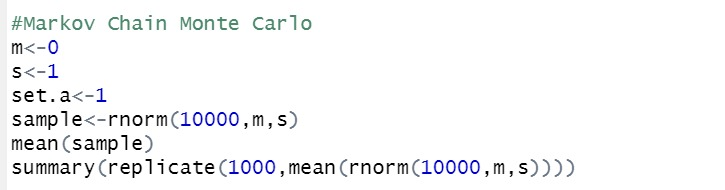 #Markov Chain Monte Carlo
m<-0
s<-1
set.a<-1
sample<-rnorm(10000,m,s)
mean(sample)
summary(replicate(1000,mean(rnorm(10000,m,s))))